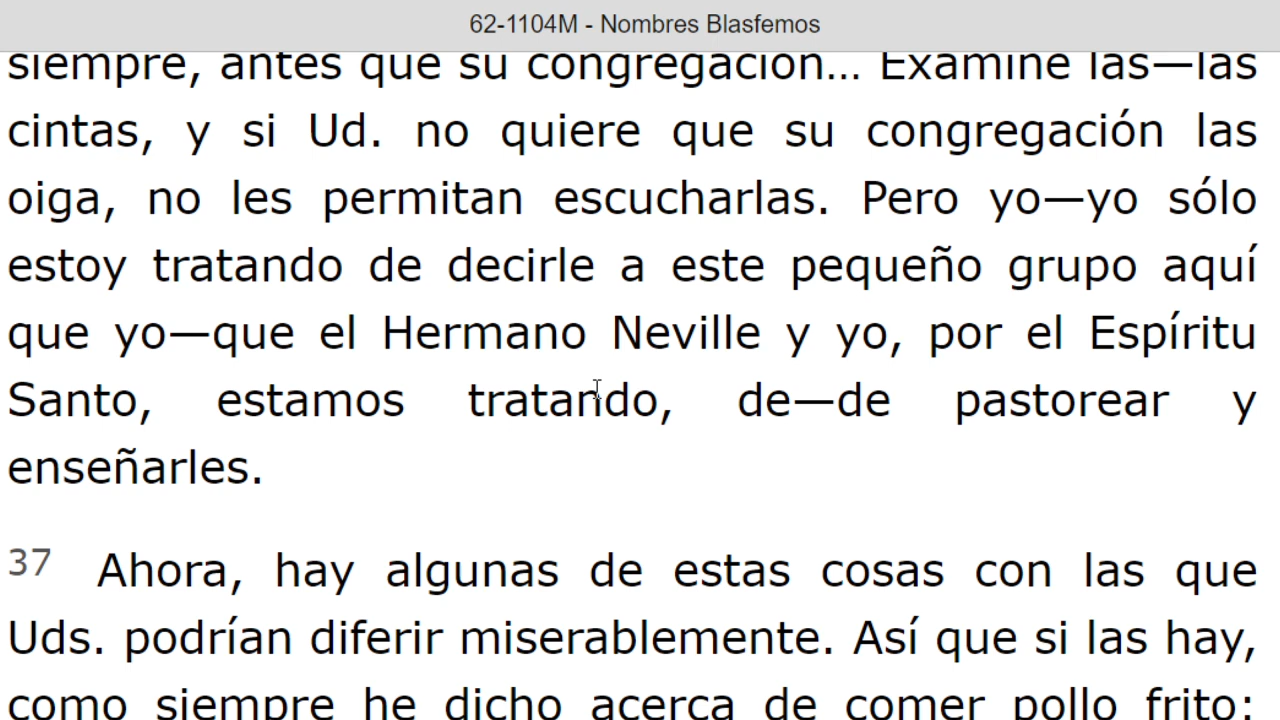 62-1104M - Nombres Blasfemos
siempre, antes que su congregación... Examine las—las
cintas, y si Ud. no quiere que su congregación las
oiga, no les permitan escucharlas. Pero yo—yo sólo
estoy tratando de decirle a este pequeño grupo aquí
que yo—que el Hermano Neville y yo, por el Espíritu
Santo, estamos tratando, de—de pastorear y
enseñarles.
37 Ahora, hay algunas de estas cosas con las que
Uds. podrían diferir miserablemente. Así que si las hay,
como siempre he dicho acerca de comer pollo frito: